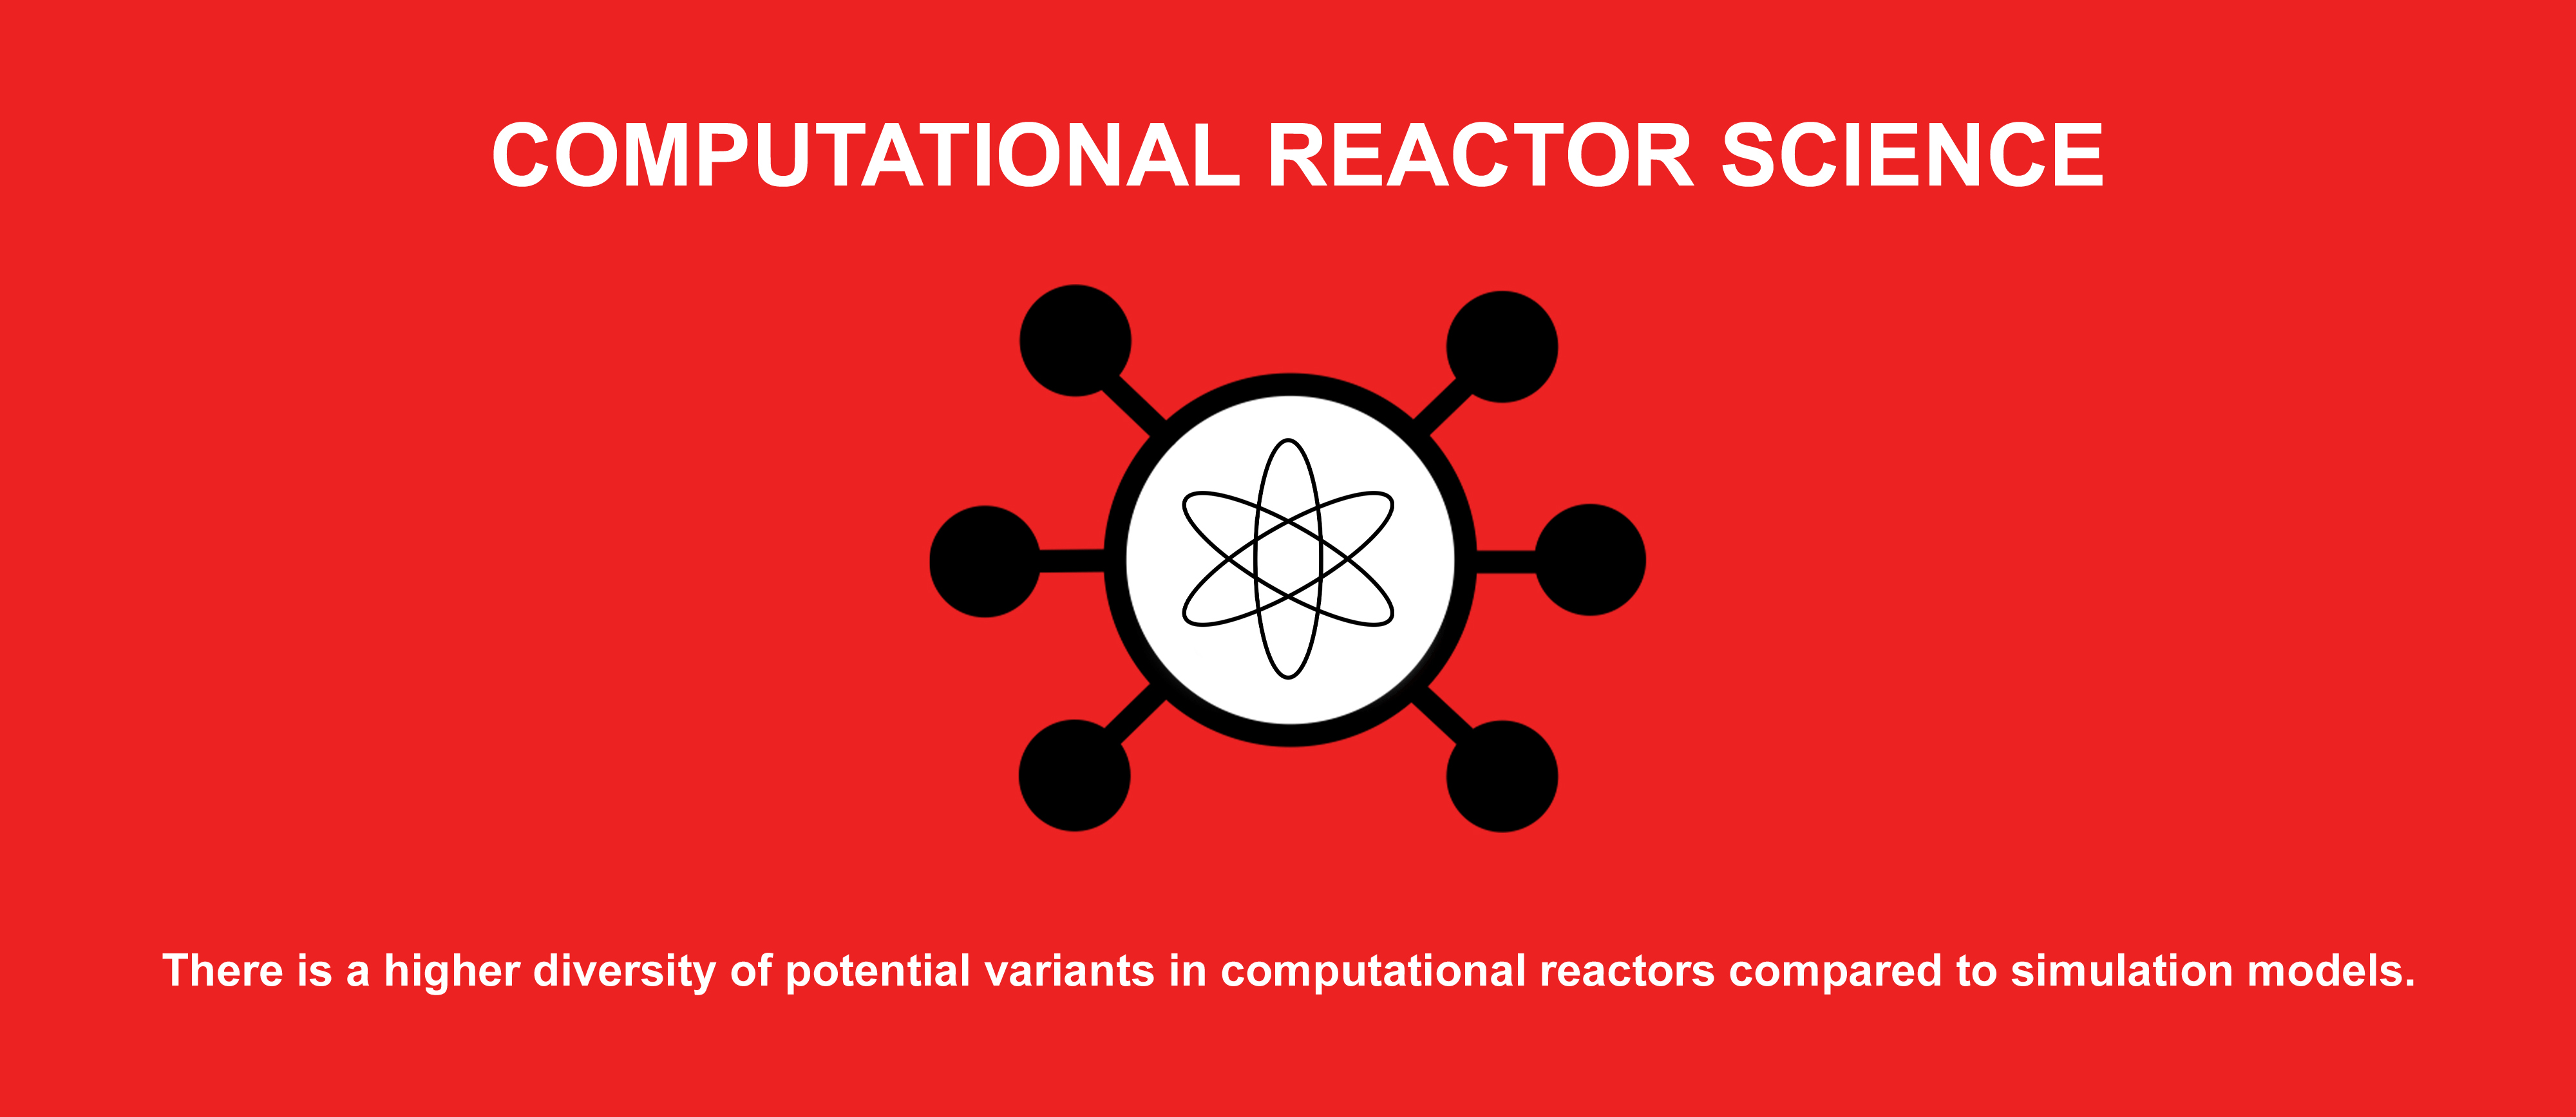 COMPUTATIONAL REACTOR SCIENCE
There is a higher diversity of potential variants in computational reactors compared to simulation models.